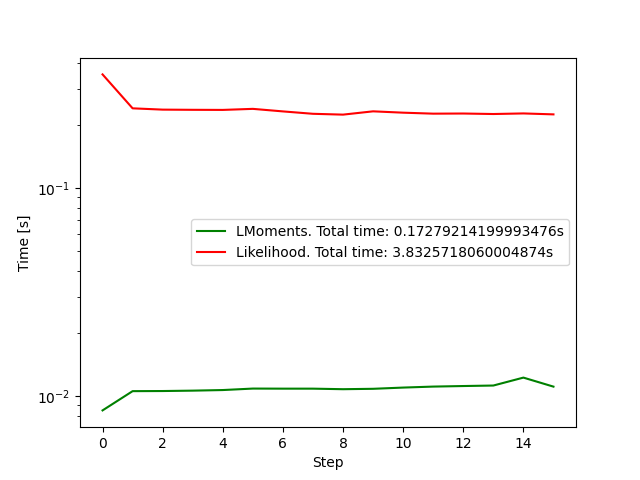 10⁻¹
10⁻²
Time [s]
LMoments. Total time: 0.17279214199993476s
Likelihood. Total time: 3.8325718060004874s
0 2 4 6 8 10 12 14
Step